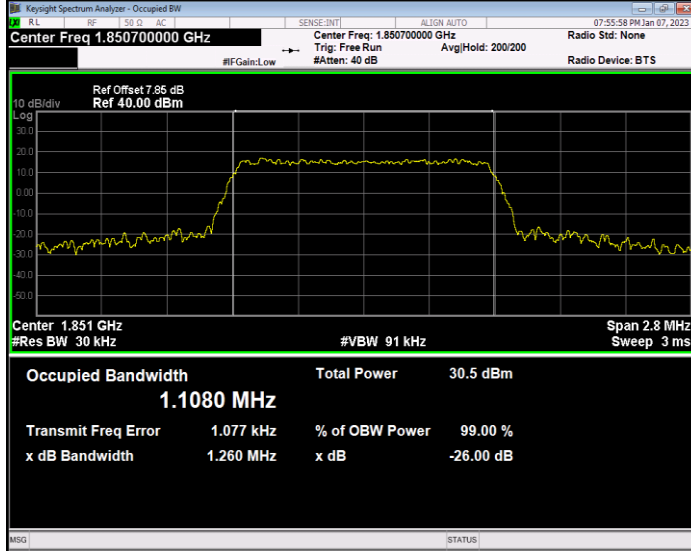 Keysight Spectrum Analyzer - Occupied BW
RL RF 50 Ω AC SENSE:INT ALIGN AUTO 07:55:58 PM Jan 07, 2023
Center Freq 1.850700000 GHz Center Freq: 1.850700000 GHz Radio Std: None
Trig: Free Run Avg|Hold: 200/200
#IFGain:Low #Atten: 40 dB Radio Device: BTS
Ref Offset 7.85 dB
10 dB/div Ref 40.00 dBm
Log
30.0
20.0
10.0
0.00
-10.0
-20.0
-30.0
-40.0
-50.0
Center 1.851 GHz Span 2.8 MHz
#Res BW 30 kHz #VBW 91 kHz Sweep 3 ms
Occupied Bandwidth Total Power 30.5 dBm
1.1080 MHz
Transmit Freq Error 1.077 kHz % of OBW Power 99.00 %
x dB Bandwidth 1.260 MHz x dB -26.00 dB
MSG STATUS